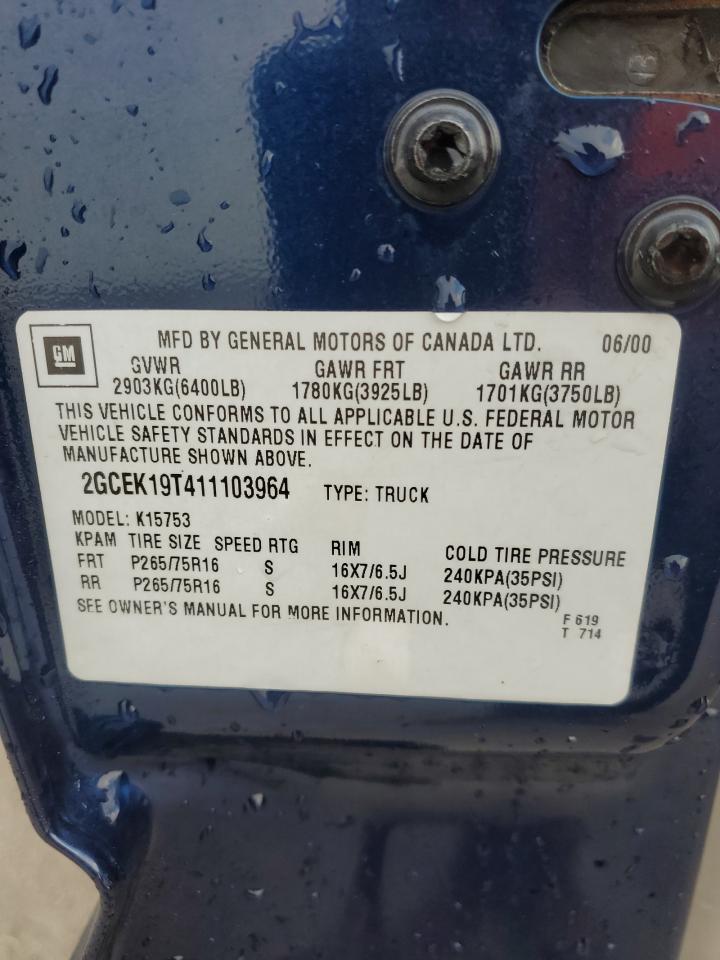 GM MFD BY GENERAL MOTORS OF CANADA LTD. 06/00
GVWR GAWR FRT GAWR RR
2903KG(6400LB) 1780KG(3925LB) 1701KG(3750LB)
THIS VEHICLE CONFORMS TO ALL APPLICABLE U.S. FEDERAL MOTOR
VEHICLE SAFETY STANDARDS IN EFFECT ON THE DATE OF
MANUFACTURE SHOWN ABOVE.
2GCEK19T411103964 TYPE: TRUCK
MODEL: K15753
KPAM TIRE SIZE SPEED RTG RIM COLD TIRE PRESSURE
FRT P265/75R16 S 16X7/6.5J 240KPA(35PSI)
RR P265/75R16 S 16X7/6.5J 240KPA(35PSI)
SEE OWNER'S MANUAL FOR MORE INFORMATION. F 619
T 714